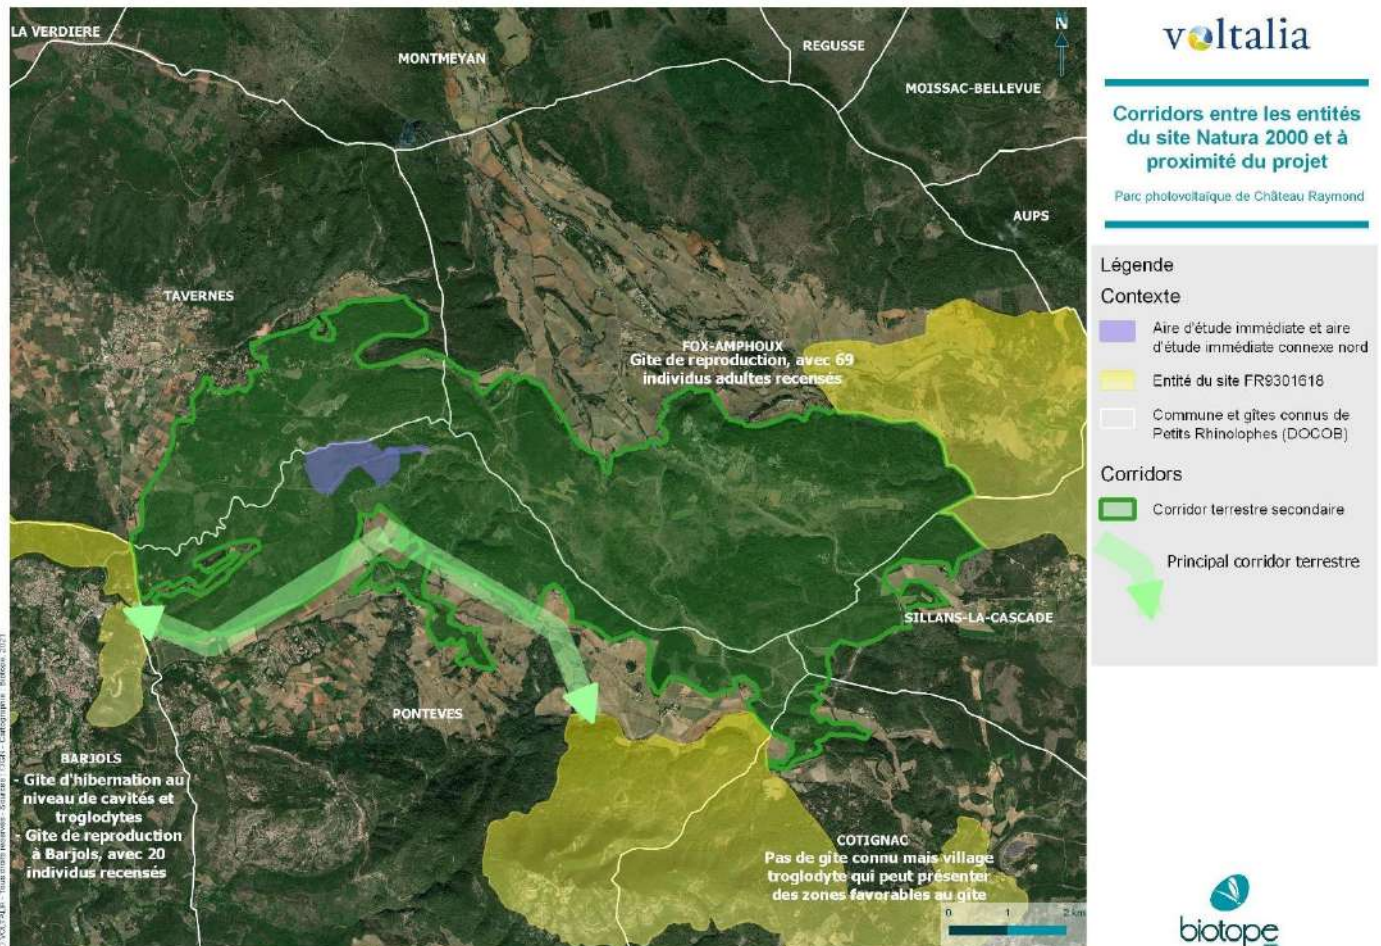 LA VERDIERE
MONTMEYAN
REGUSSE
MOISSAC-BELLEVUE
AUPS
N
TAVERNES
FOX-AMPHOUX
Gite de reproduction, avec 69
individus adultes recensés
SILLANS-LA-CASCADE
PONTEVES
BARJOLS
- Gite d'hibernation au
niveau de cavités et
troglodytes
- Gite de reproduction
à Barjols, avec 20
individus recensés
COTIGNAC
Pas de gite connu mais village
troglodyte qui peut présenter
des zones favorables au gite
0 1 2 km
voltalia
Corridors entre les entités
du site Natura 2000 et à
proximité du projet
Parc photovoltaïque de Château Raymond
Légende
Contexte
Aire d'étude immédiate et aire
d'étude immédiate connexe nord
Entité du site FR9301618
Commune et gîtes connus de
Petits Rhinolophes (DOCOB)
Corridors
Corridor terrestre secondaire
Principal corridor terrestre
biotope